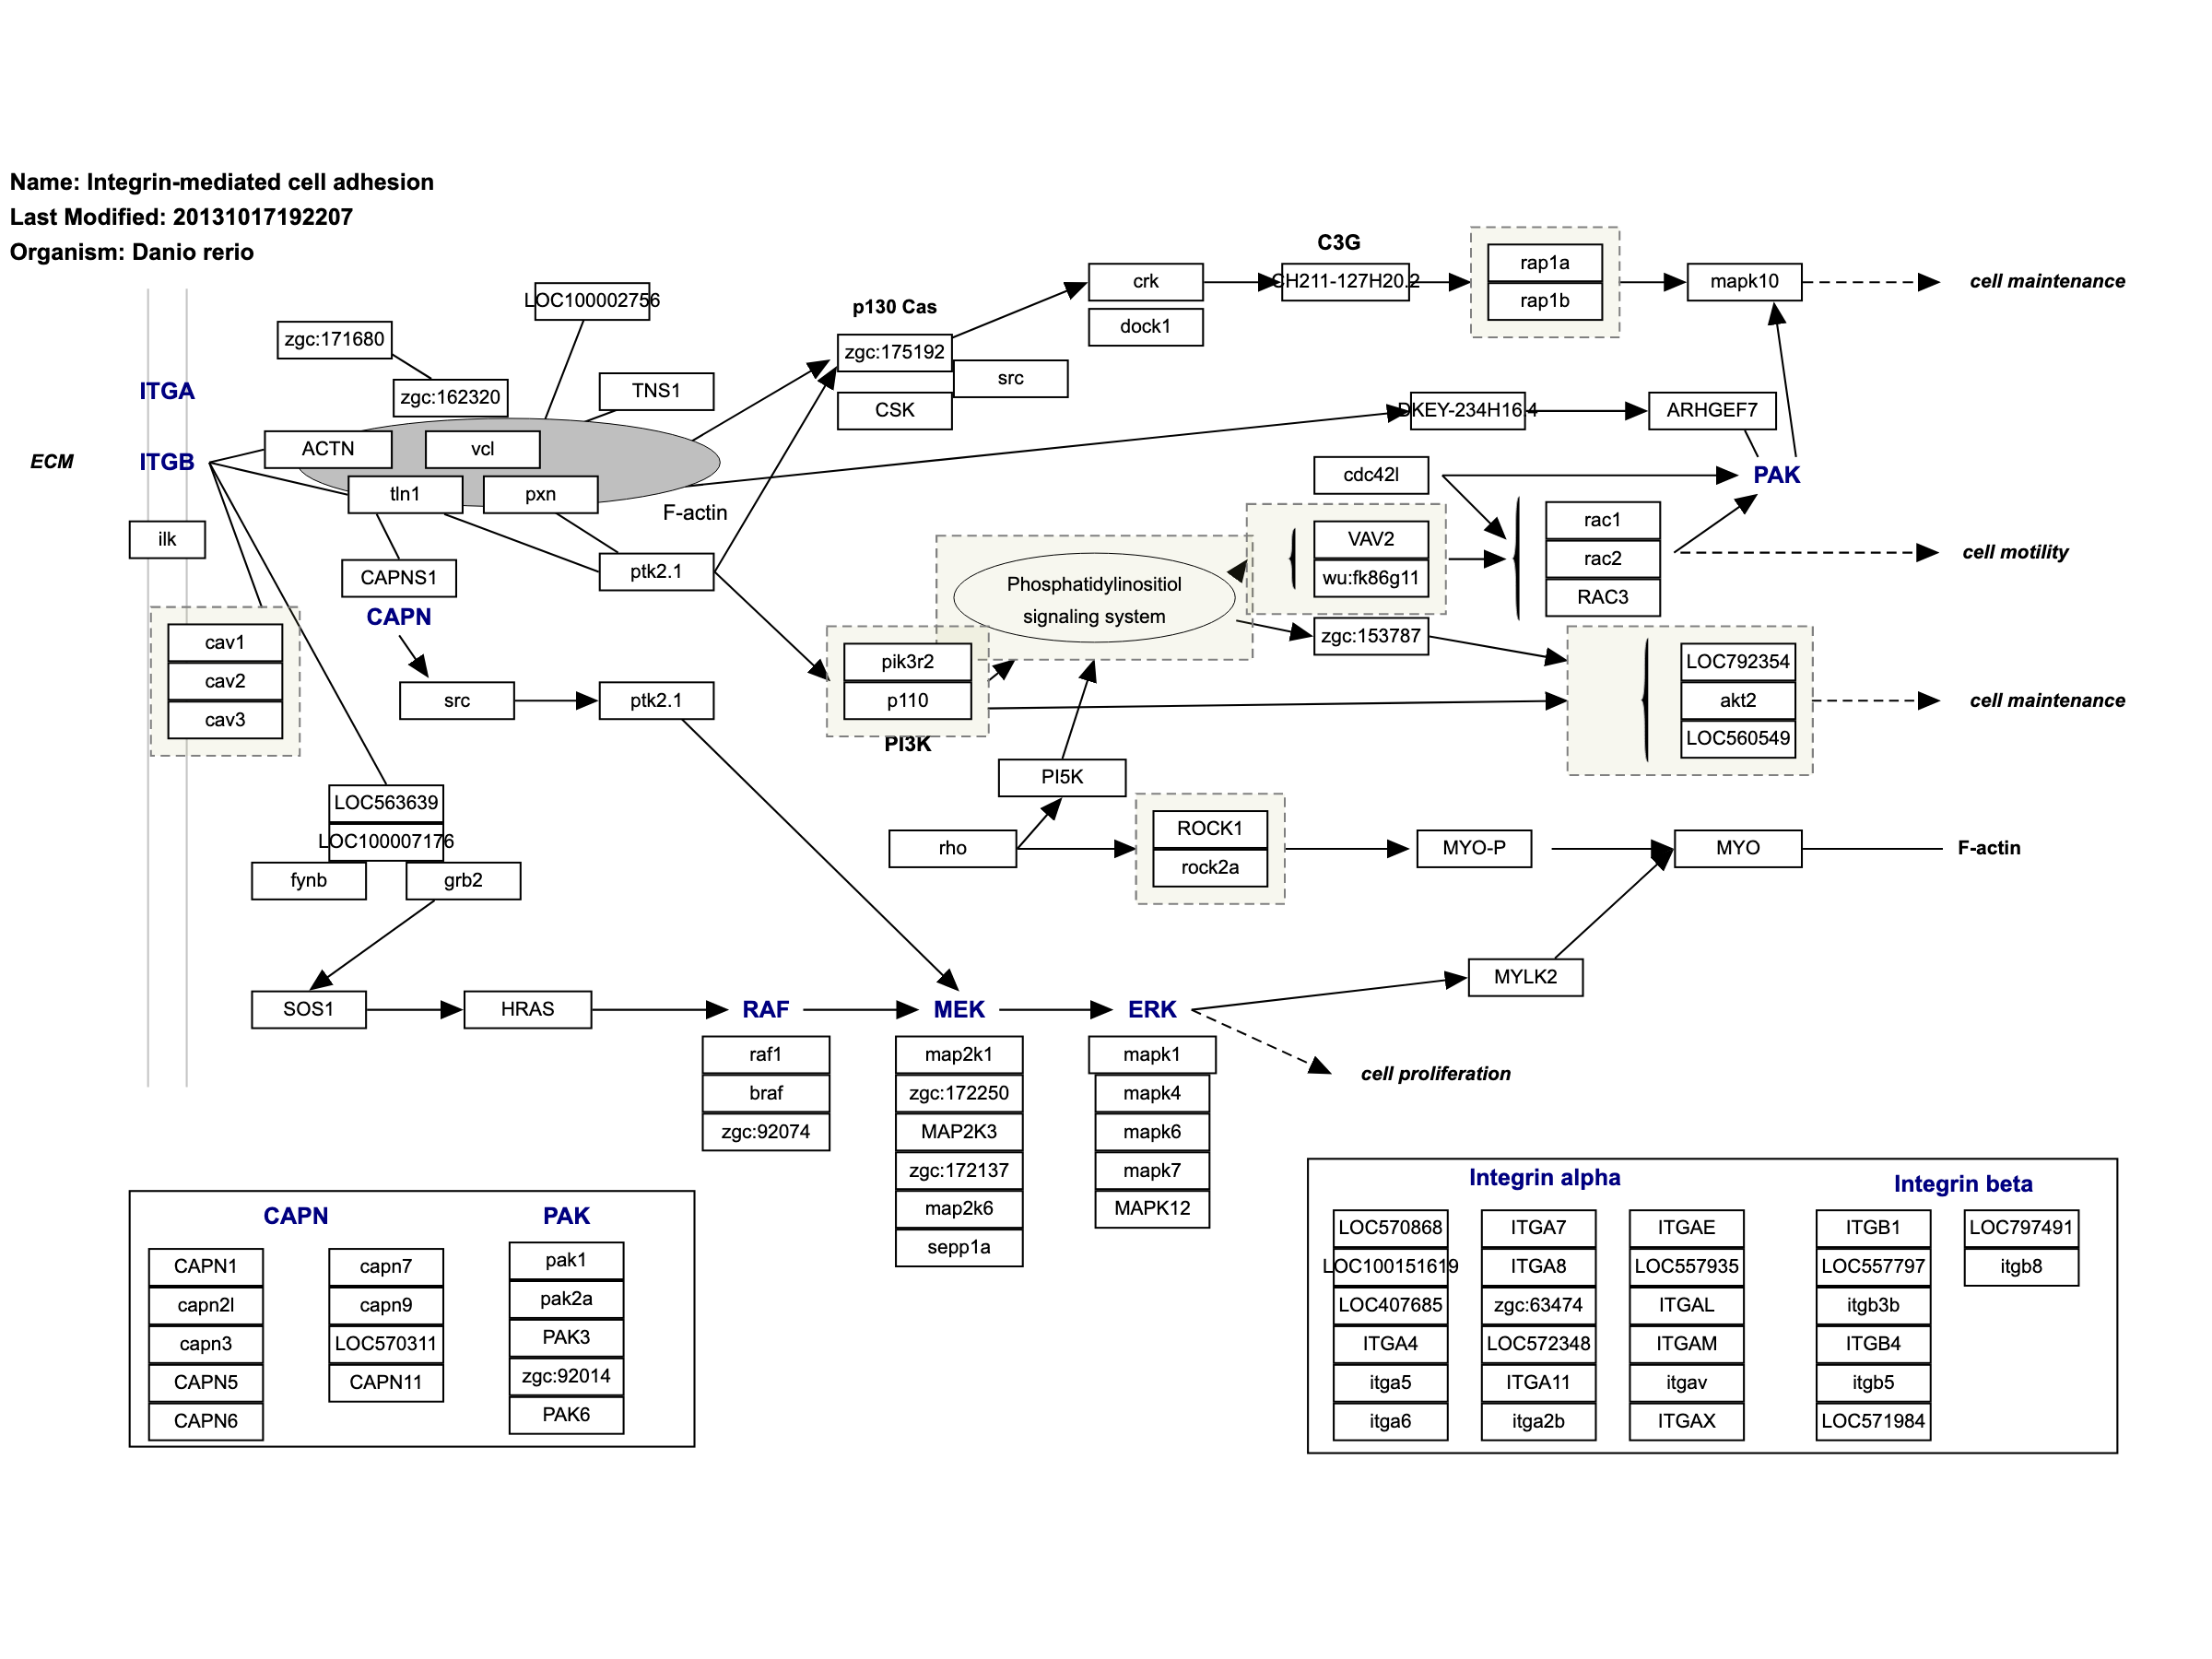 Name: Integrin-mediated cell adhesion
Last Modified: 20131017192207
Organism: Danio rerio
C3G
rap1a
rap1b
crk
CH211-127H20.2
mapk10
cell maintenance
LOC100002756
p130 Cas
dock1
zgc:171680
zgc:175192
src
CSK
ITGA
zgc:162320
TNS1
DKEY-234H16.4
ARHGEF7
ECM
ITGB
ACTN
vcl
tln1
pxn
F-actin
cdc42l
PAK
ilk
VAV2
wu:fk86g11
rac1
rac2
RAC3
cell motility
CAPNS1
ptk2.1
Phosphatidylinositiol
signaling system
CAPN
zgc:153787
cav1
cav2
cav3
src
ptk2.1
pik3r2
p110
PI3K
LOC792354
akt2
LOC560549
cell maintenance
PI5K
LOC563639
LOC100007176
fynb
grb2
rho
ROCK1
rock2a
MYO-P
MYO
F-actin
MYLK2
SOS1
HRAS
RAF
MEK
ERK
cell proliferation
raf1
braf
zgc:92074
map2k1
zgc:172250
MAP2K3
zgc:172137
map2k6
sepp1a
mapk1
mapk4
mapk6
mapk7
MAPK12
CAPN
CAPN1
capn2l
capn3
CAPN5
CAPN6
capn7
capn9
LOC570311
CAPN11
PAK
pak1
pak2a
PAK3
zgc:92014
PAK6
Integrin alpha
LOC570868
LOC100151619
LOC407685
ITGA4
itga5
itga6
ITGA7
ITGA8
zgc:63474
LOC572348
ITGA11
itga2b
ITGAE
LOC557935
ITGAL
ITGAM
itgav
ITGAX
Integrin beta
ITGB1
LOC557797
itgb3b
ITGB4
itgb5
LOC571984
LOC797491
itgb8